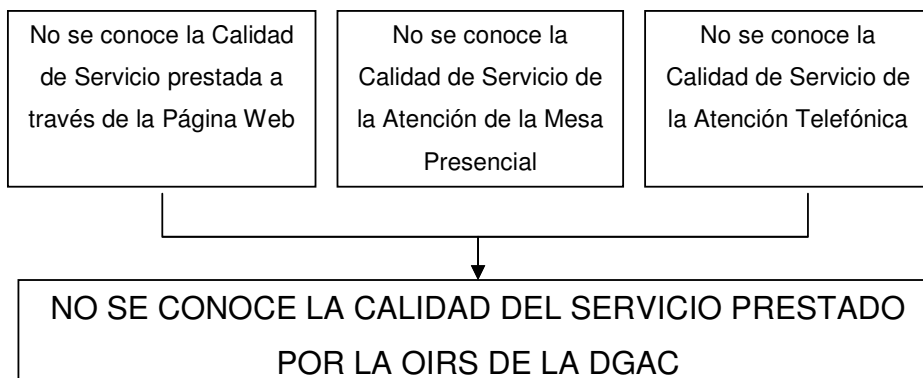 No se conoce la Calidad
de Servicio prestada a
través de la Página Web
No se conoce la
Calidad de Servicio de
la Atención de la Mesa
Presencial
No se conoce la
Calidad de Servicio de
la Atención Telefónica
NO SE CONOCE LA CALIDAD DEL SERVICIO PRESTADO
POR LA OIRS DE LA DGAC